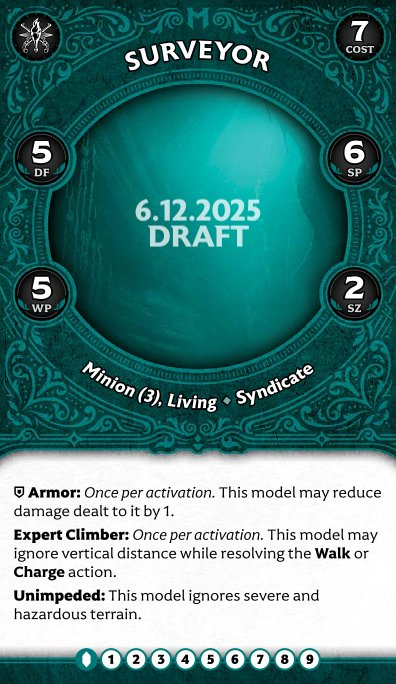 SURVEYOR
7
COST
5
DF
6
SP
6.12.2025
DRAFT
5
WP
2
SZ
Minion (3), Living • Syndicate
Armor: Once per activation. This model may reduce
damage dealt to it by 1.
Expert Climber: Once per activation. This model may
ignore vertical distance while resolving the Walk or
Charge action.
Unimpeded: This model ignores severe and
hazardous terrain.
1 2 3 4 5 6 7 8 9